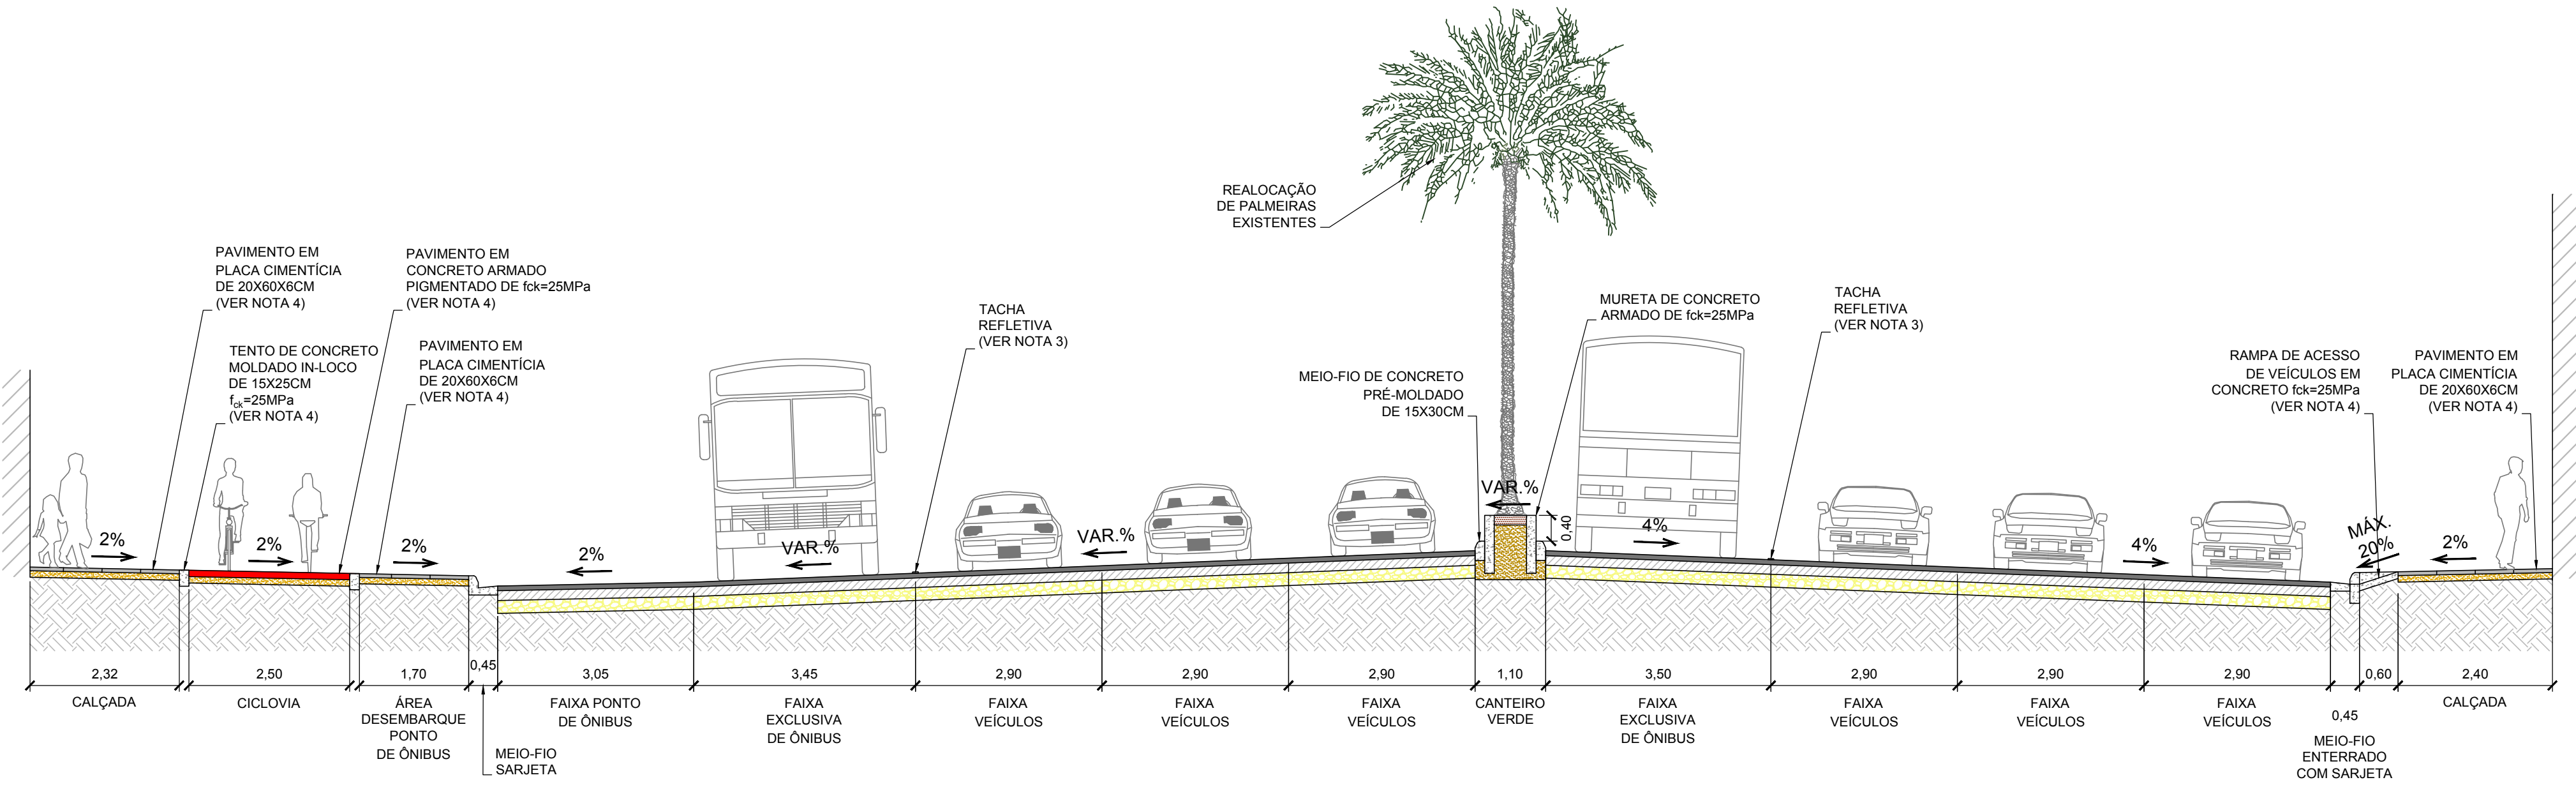 REALOCAÇÃO
DE PALMEIRAS
EXISTENTES
PAVIMENTO EM
PLACA CIMENTÍCIA
DE 20X60X6CM
(VER NOTA 4)
PAVIMENTO EM
CONCRETO ARMADO
PIGMENTADO DE fck=25MPa
(VER NOTA 4)
TENTO DE CONCRETO
MOLDADO IN-LOCO
DE 15X25CM
fck=25MPa
(VER NOTA 4)
PAVIMENTO EM
PLACA CIMENTÍCIA
DE 20X60X6CM
(VER NOTA 4)
TACHA
REFLETIVA
(VER NOTA 3)
MEIO-FIO DE CONCRETO
PRÉ-MOLDADO
DE 15X30CM
MURETA DE CONCRETO
ARMADO DE fck=25MPa
TACHA
REFLETIVA
(VER NOTA 3)
RAMPA DE ACESSO
DE VEÍCULOS EM
CONCRETO fck=25MPa
(VER NOTA 4)
PAVIMENTO EM
PLACA CIMENTÍCIA
DE 20X60X6CM
(VER NOTA 4)
2%
2%
2%
2%
VAR.%
VAR.%
VAR.%
0,40
4%
4%
MÁX.
20%
2%
2,32
CALÇADA
2,50
CICLOVIA
1,70
ÁREA
DESEMBARQUE
PONTO
DE ÔNIBUS
0,45
MEIO-FIO
SARJETA
3,05
FAIXA PONTO
DE ÔNIBUS
3,45
FAIXA
EXCLUSIVA
DE ÔNIBUS
2,90
FAIXA
VEÍCULOS
2,90
FAIXA
VEÍCULOS
2,90
FAIXA
VEÍCULOS
1,10
CANTEIRO
VERDE
3,50
FAIXA
EXCLUSIVA
DE ÔNIBUS
2,90
FAIXA
VEÍCULOS
2,90
FAIXA
VEÍCULOS
2,90
FAIXA
VEÍCULOS
0,45
MEIO-FIO
ENTERRADO
COM SARJETA
0,60
2,40
CALÇADA